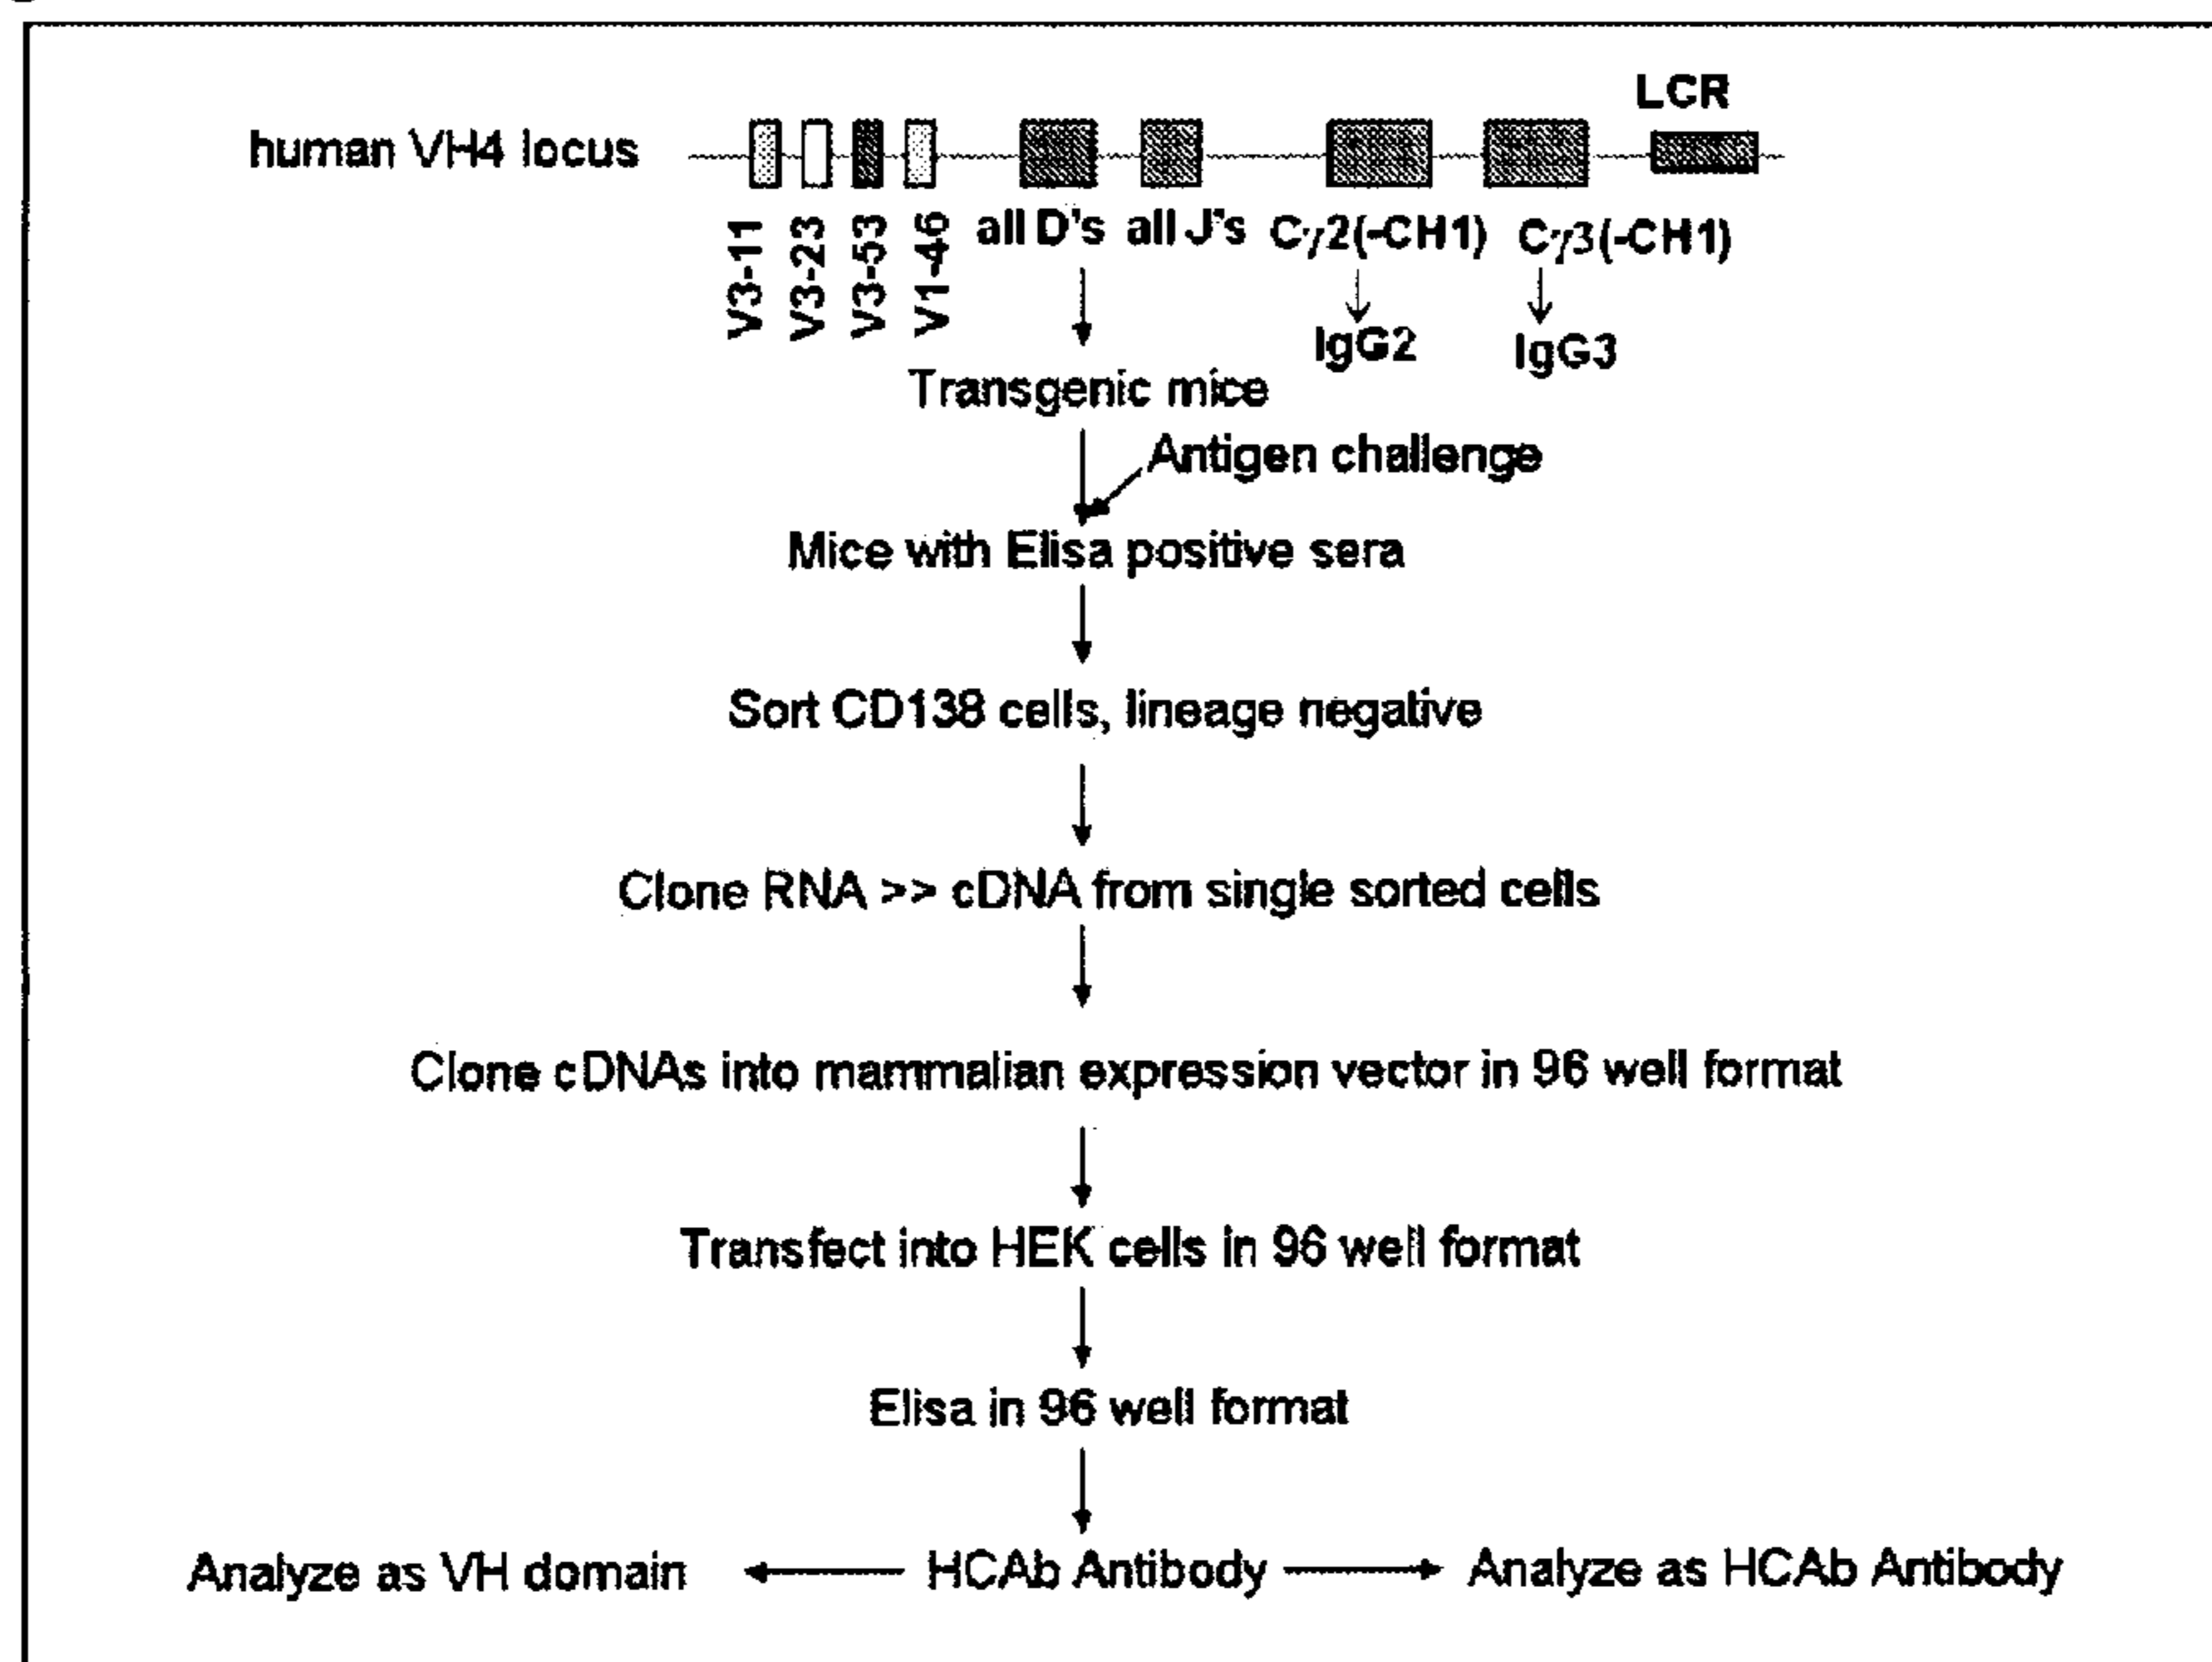 LCR
human VH4 locus
V3-11 V3-23 V3-53 V1-46 all D's all J's Cγ2(-CH1) Cγ3(-CH1)
IgG2 IgG3
Transgenic mice
Antigen challenge
Mice with Elisa positive sera
Sort CD138 cells, lineage negative
Clone RNA >> cDNA from single sorted cells
Clone cDNAs into mammalian expression vector in 96 well format
Transfect into HEK cells in 96 well format
Elisa in 96 well format
Analyze as VH domain HCAb Antibody Analyze as HCAb Antibody